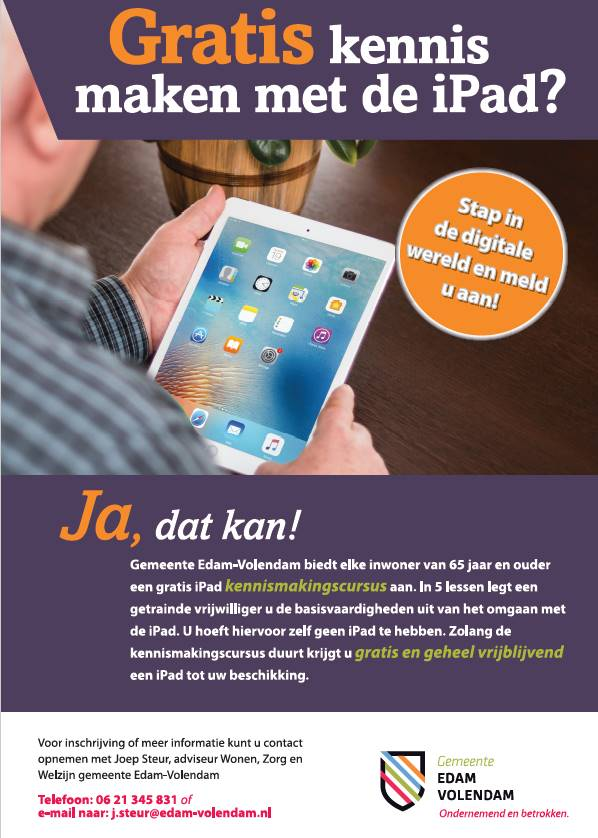 Gratis kennis
maken met de iPad?
Stap in
de digitale
wereld en meld
u aan!
Ja, dat kan!
Gemeente Edam-Volendam biedt elke inwoner van 65 jaar en ouder
een gratis iPad kennismakingscursus aan. In 5 lessen legt een
getrainde vrijwilliger u de basisvaardigheden uit van het omgaan met
de iPad. U hoeft hiervoor zelf geen iPad te hebben. Zolang de
kennismakingscursus duurt krijgt u gratis en geheel vrijblijvend
een iPad tot uw beschikking.
Voor inschrijving of meer informatie kunt u contact
opnemen met Joep Steur, adviseur Wonen, Zorg en
Welzijn gemeente Edam-Volendam
Telefoon: 06 21 345 831 of
e-mail naar: j.steur@edam-volendam.nl
Gemeente
EDAM
VOLENDAM
Ondernemend en betrokken.